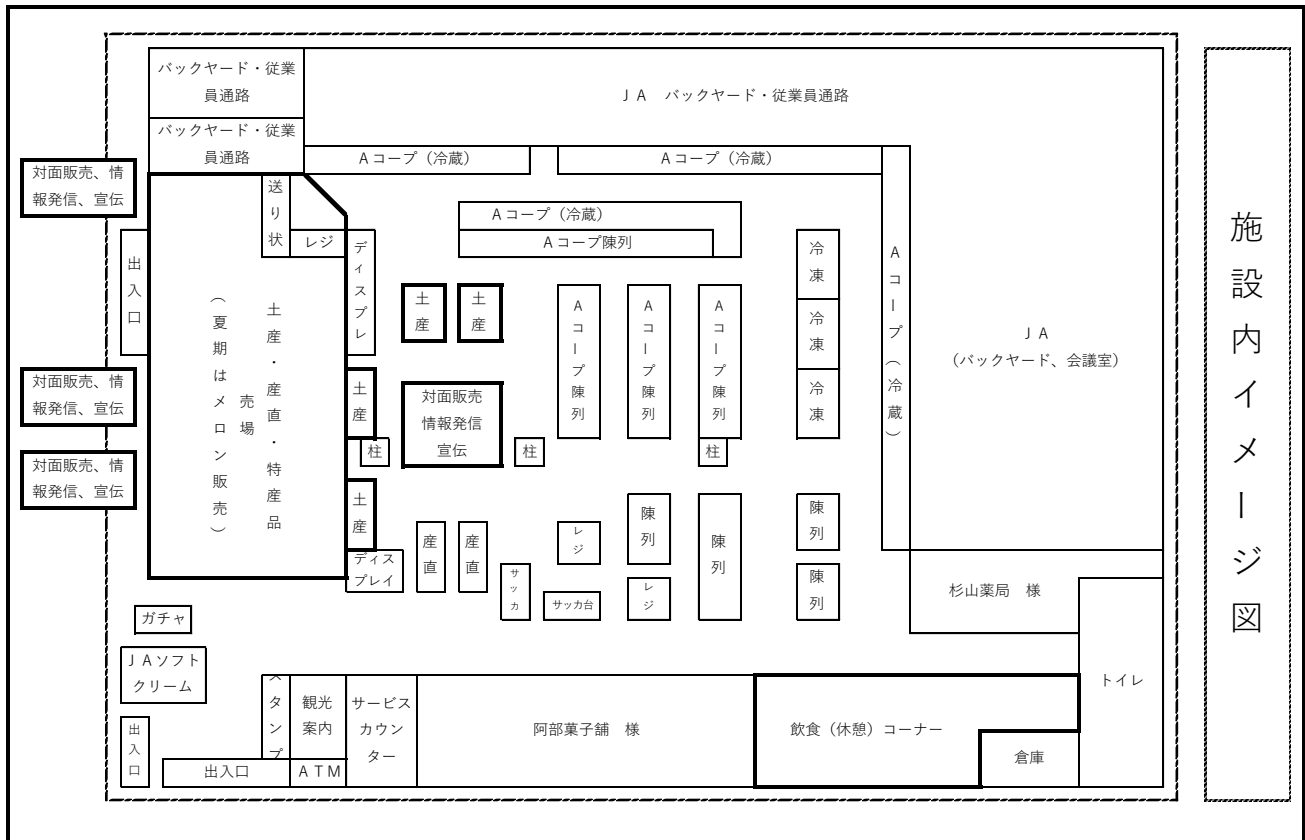 施設内イメージ図
バックヤード・従業
員通路
ＪＡ　バックヤード・従業員通路
バックヤード・従業
員通路
Ａコープ（冷蔵）
Ａコープ（冷蔵）
対面販売、情
報発信、宣伝
送り状
レジ
ディスプレ
Ａコープ（冷蔵）
Ａコープ陳列
冷凍
冷凍
冷凍
Ａコープ（冷蔵）
ＪＡ
（バックヤード、会議室）
出入口
土産・産直・特産品
売場
（夏期はメロン販売）
土産
土産
Ａコープ陳列
Ａコープ陳列
Ａコープ陳列
対面販売、情
報発信、宣伝
土産
対面販売
情報発信
宣伝
柱
柱
柱
対面販売、情
報発信、宣伝
土産
ディス
プレイ
産直
産直
サッカ
レジ
サッカ台
陳列
レジ
陳列
陳列
陳列
杉山薬局　様
ガチャ
ＪＡソフト
クリーム
トイレ
スタンプ
観光
案内
サービス
カウン
ター
阿部菓子舗　様
飲食（休憩）コーナー
倉庫
出入口
出入口
ＡＴＭ